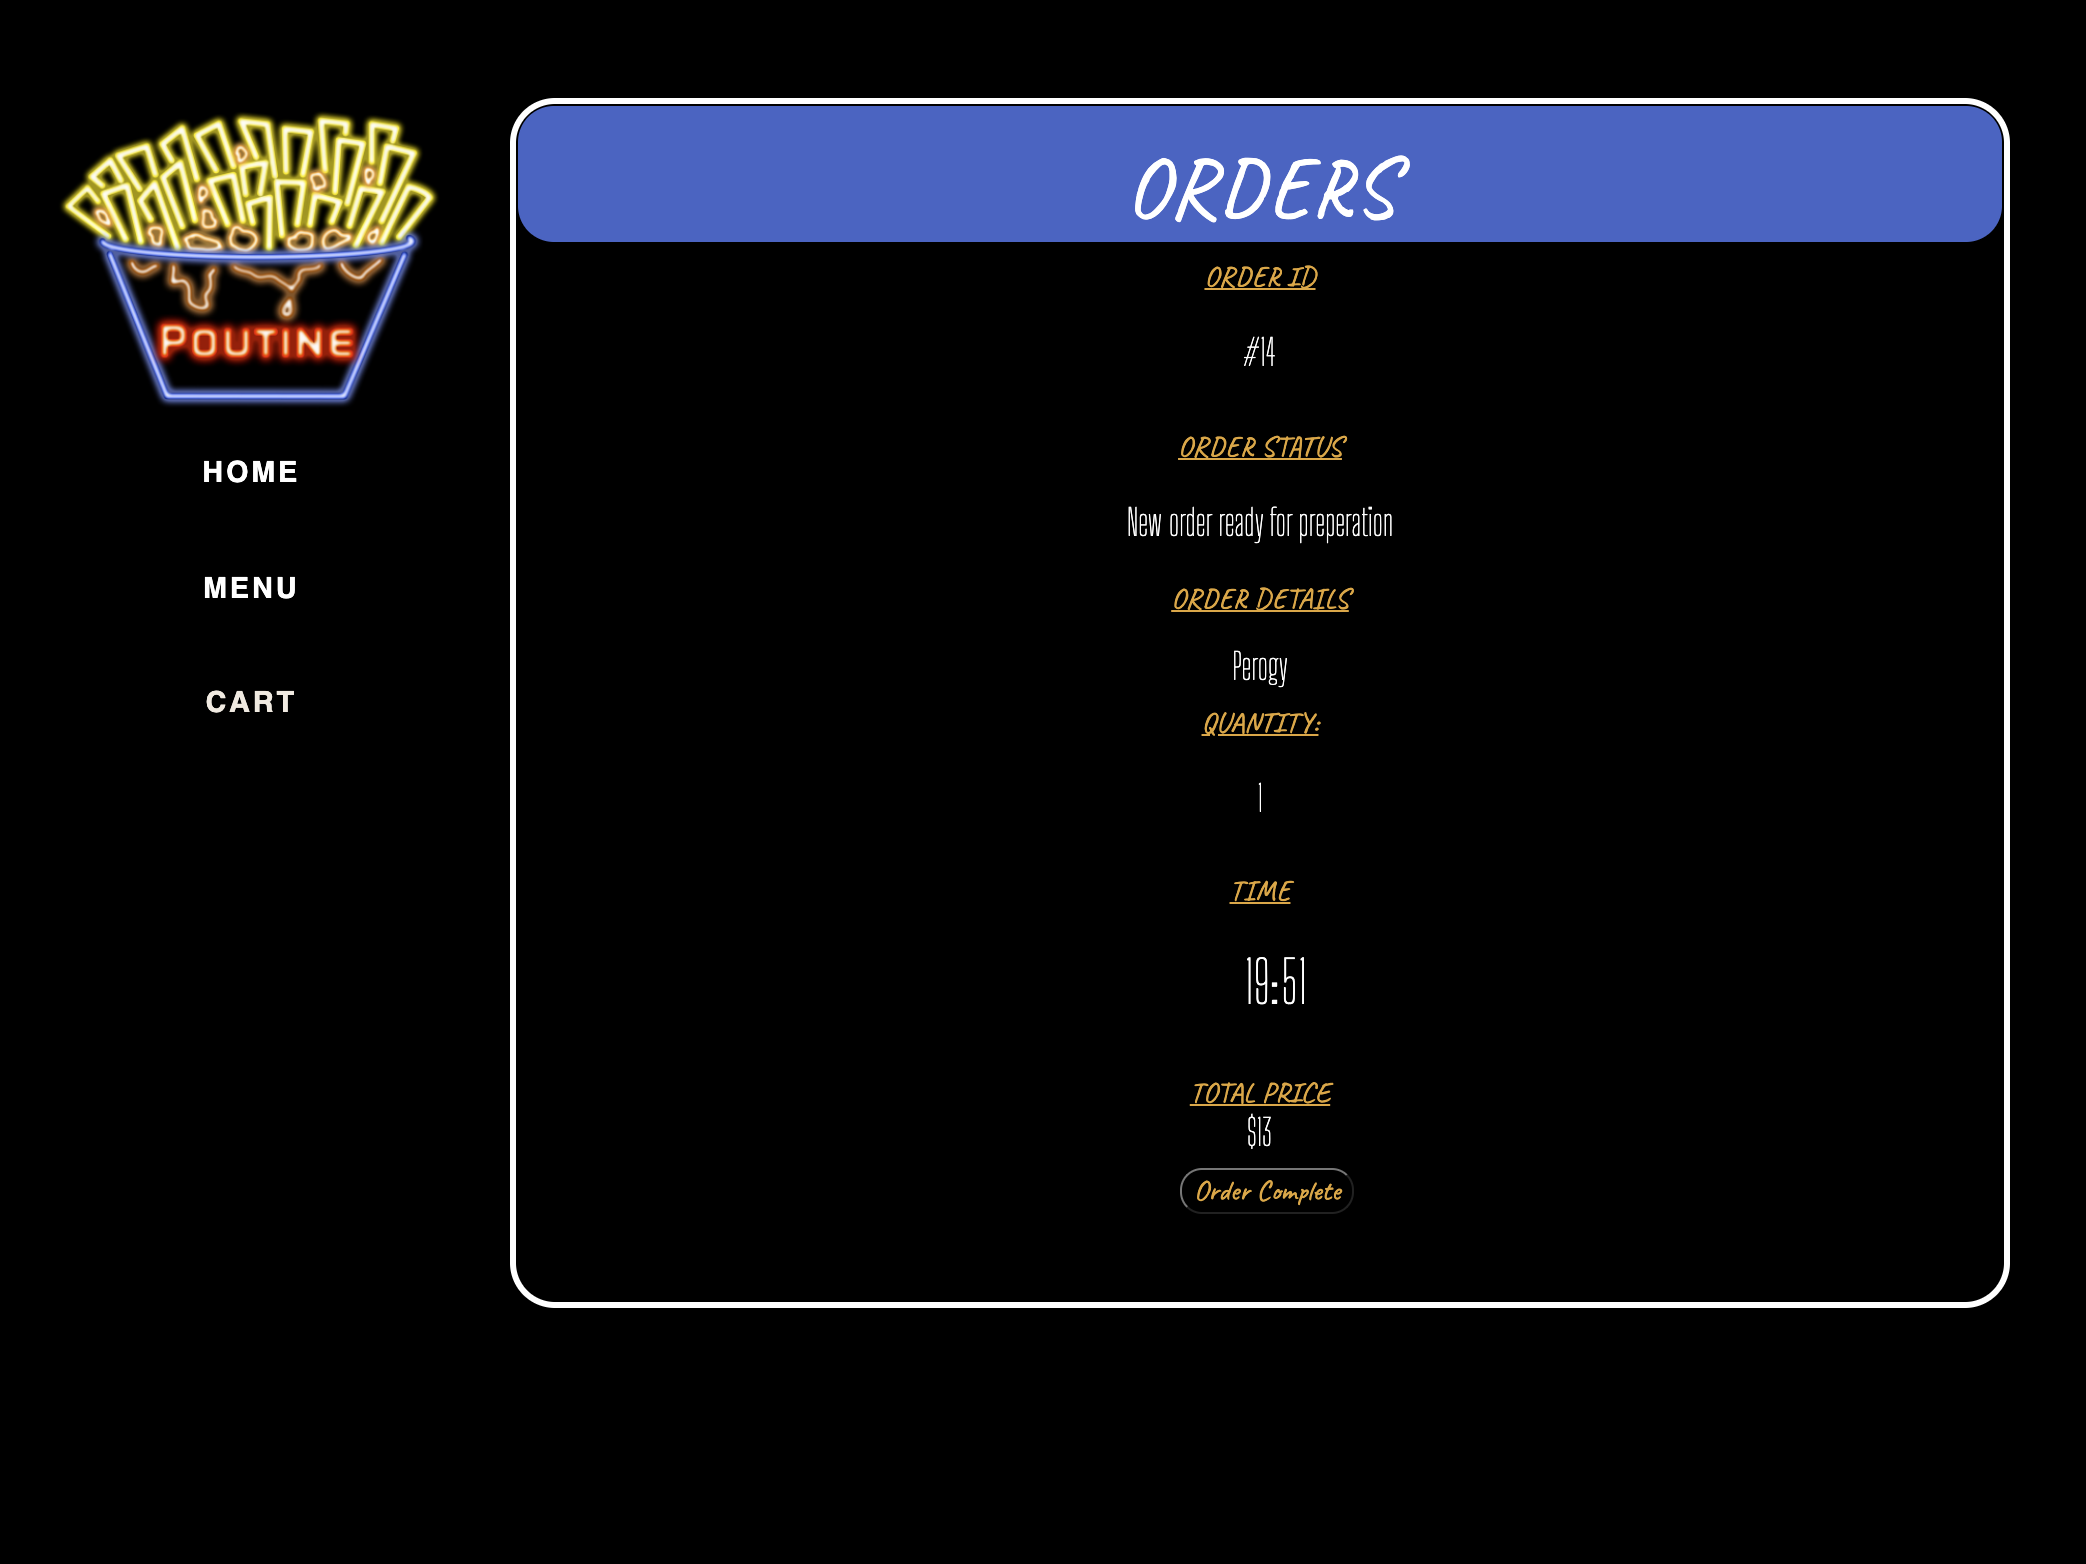 POUTINE
HOME
MENU
CART
ORDERS
ORDER ID
#14
ORDER STATUS
New order ready for preperation
ORDER DETAILS
Perogy
QUANTITY:
1
TIME
19:51
TOTAL PRICE
$13
Order Complete